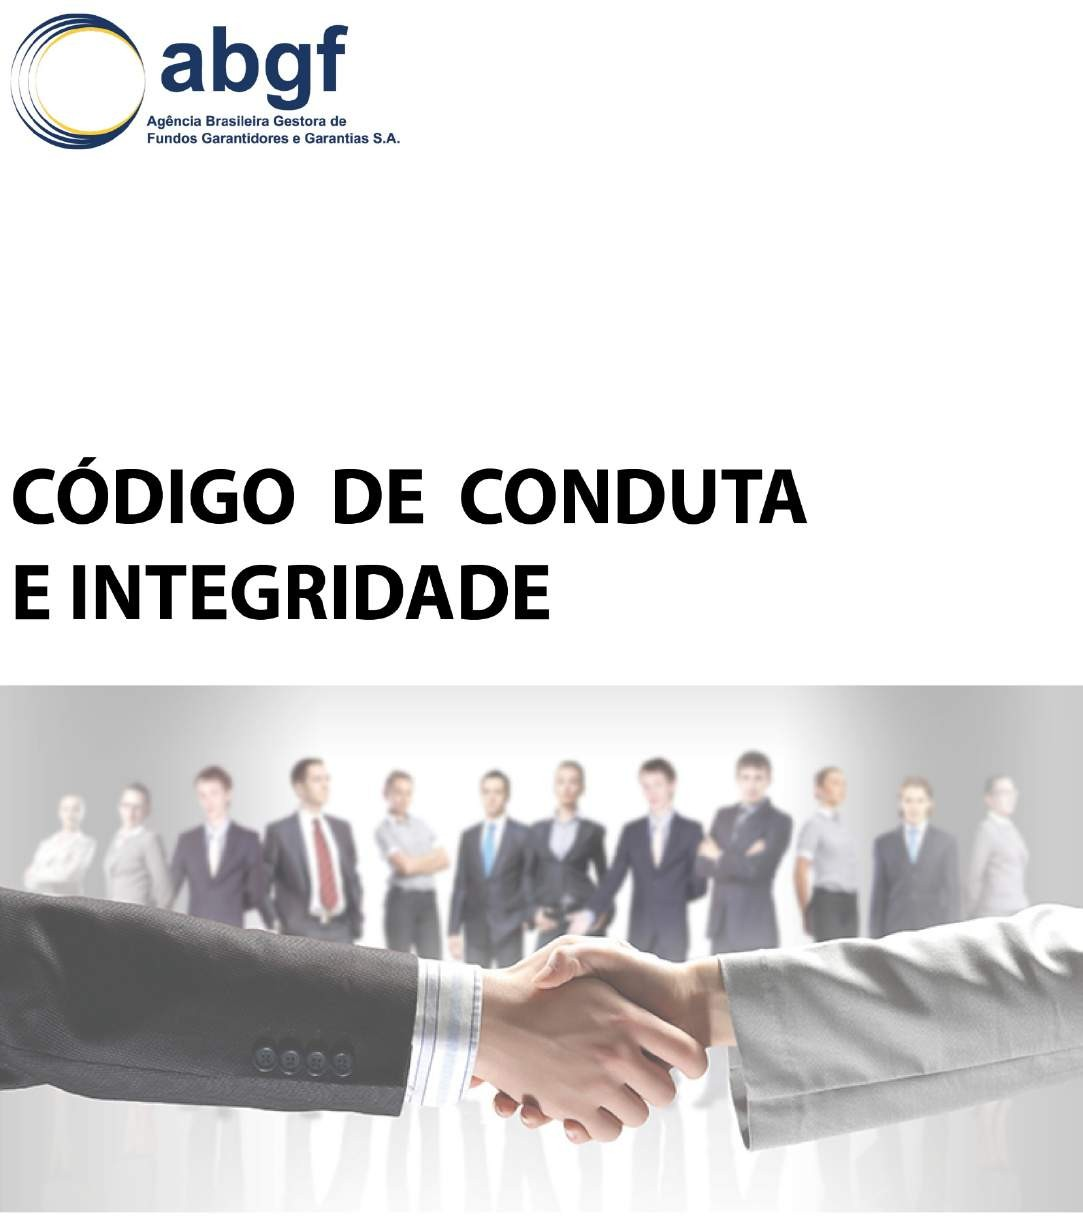 abgf
Agência Brasileira Gestora de
Fundos Garantidores e Garantias S.A.
CÓDIGO DE CONDUTA
E INTEGRIDADE